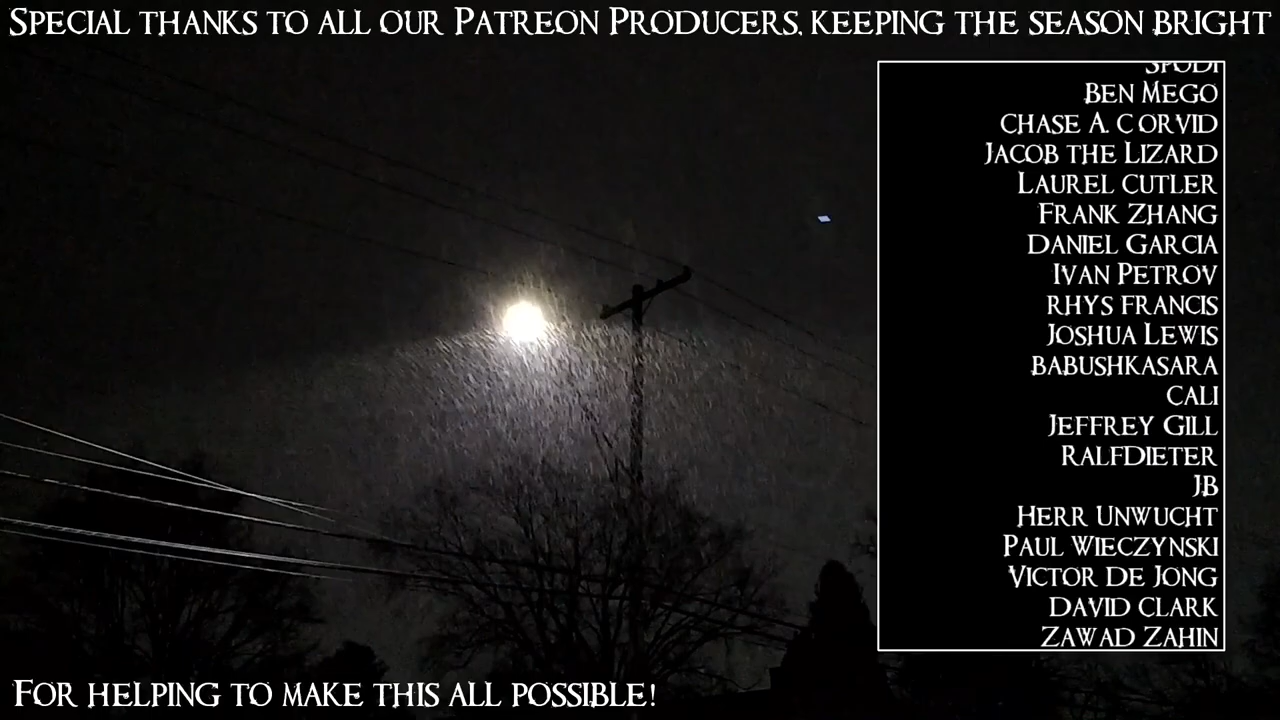 Special thanks to all our Patreon Producers, keeping the season bright
Spodi
Ben Mego
chase A. Corvid
Jacob the Lizard
Laurel cutler
Frank Zhang
Daniel Garcia
Ivan Petrov
rhys francis
Joshua Lewis
babushkasara
cali
Jeffrey Gill
ralfdieter
JB
Herr Unwucht
Paul Wieczynski
Victor de Jong
david clark
Zawad Zahin
For helping to make this all possible!